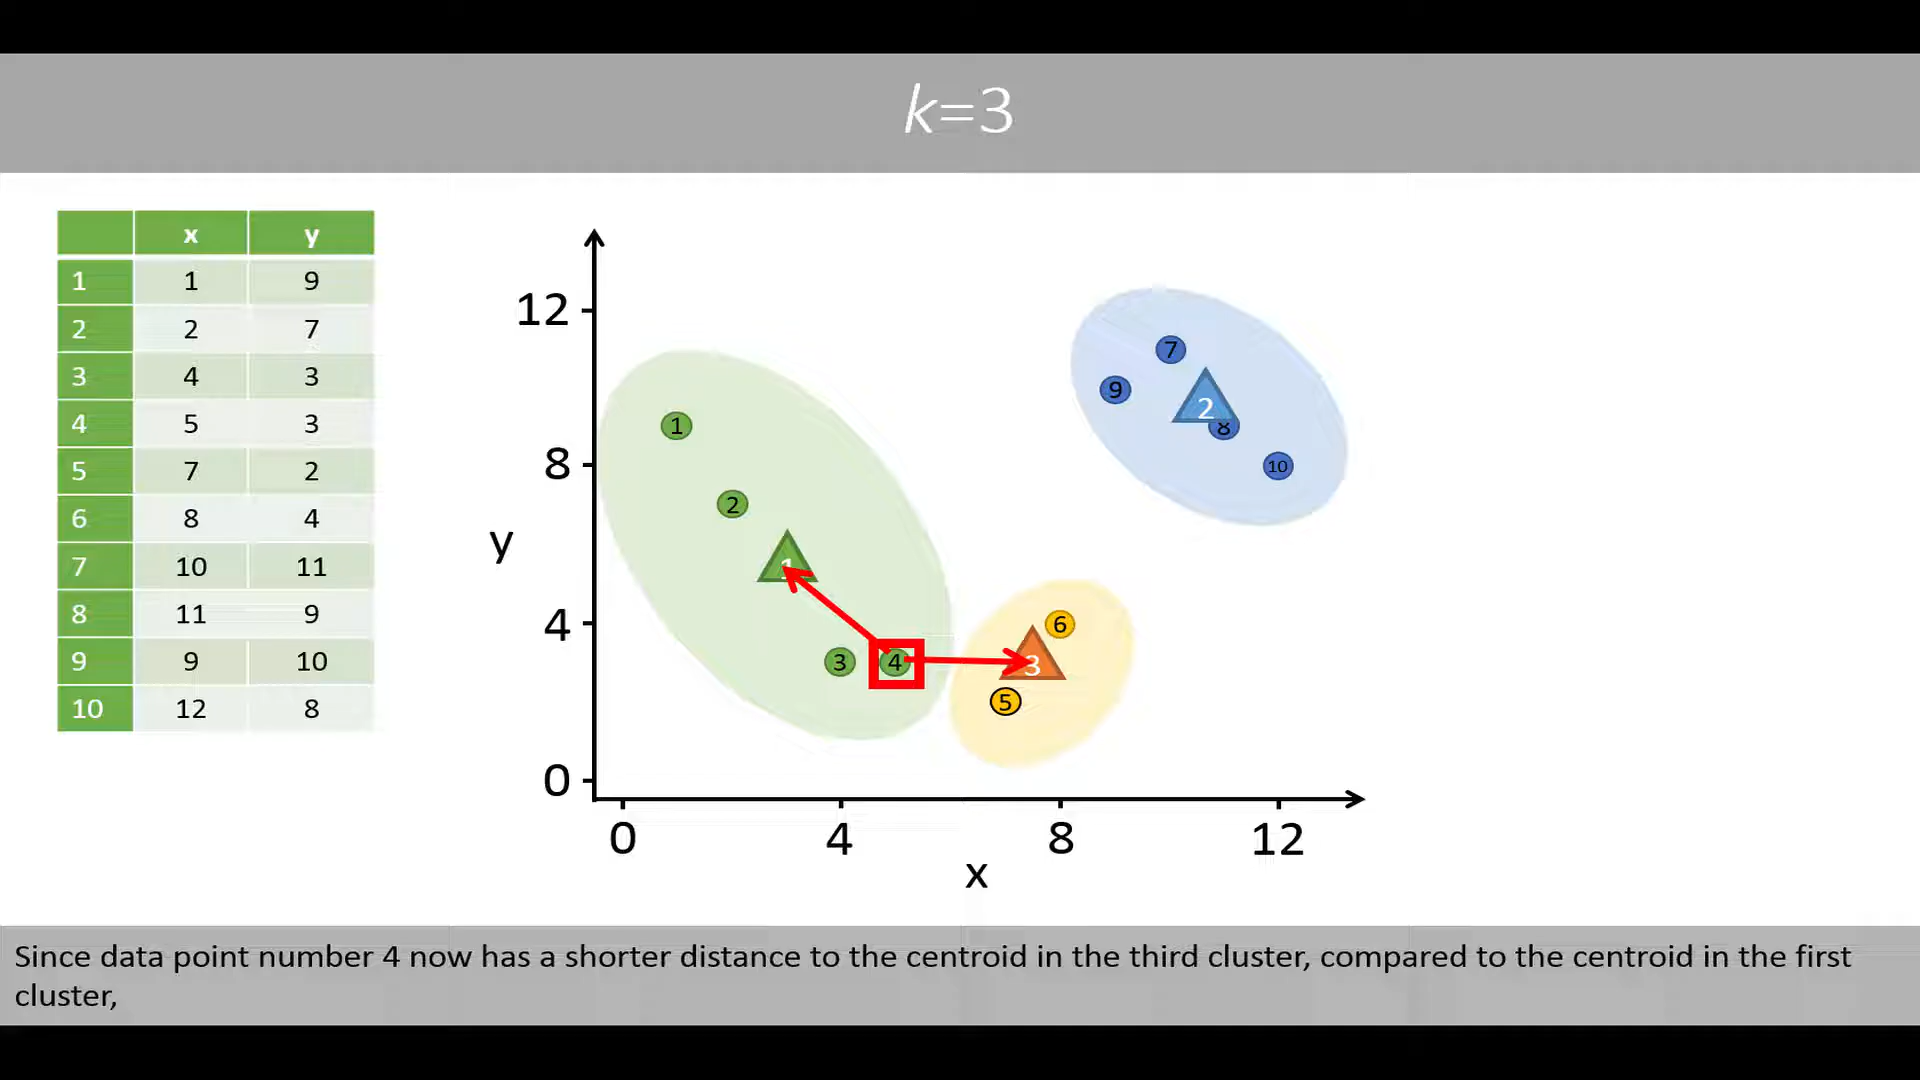 k=3
x y
1 1 9
2 2 7
3 4 3
4 5 3
5 7 2
6 8 4
7 10 11
8 11 9
9 9 10
10 12 8
12
8
4
0
y
0 4 8 12
x
1
2
1
3
4
7
9
2
8
10
6
3
5
Since data point number 4 now has a shorter distance to the centroid in the third cluster, compared to the centroid in the first
cluster,